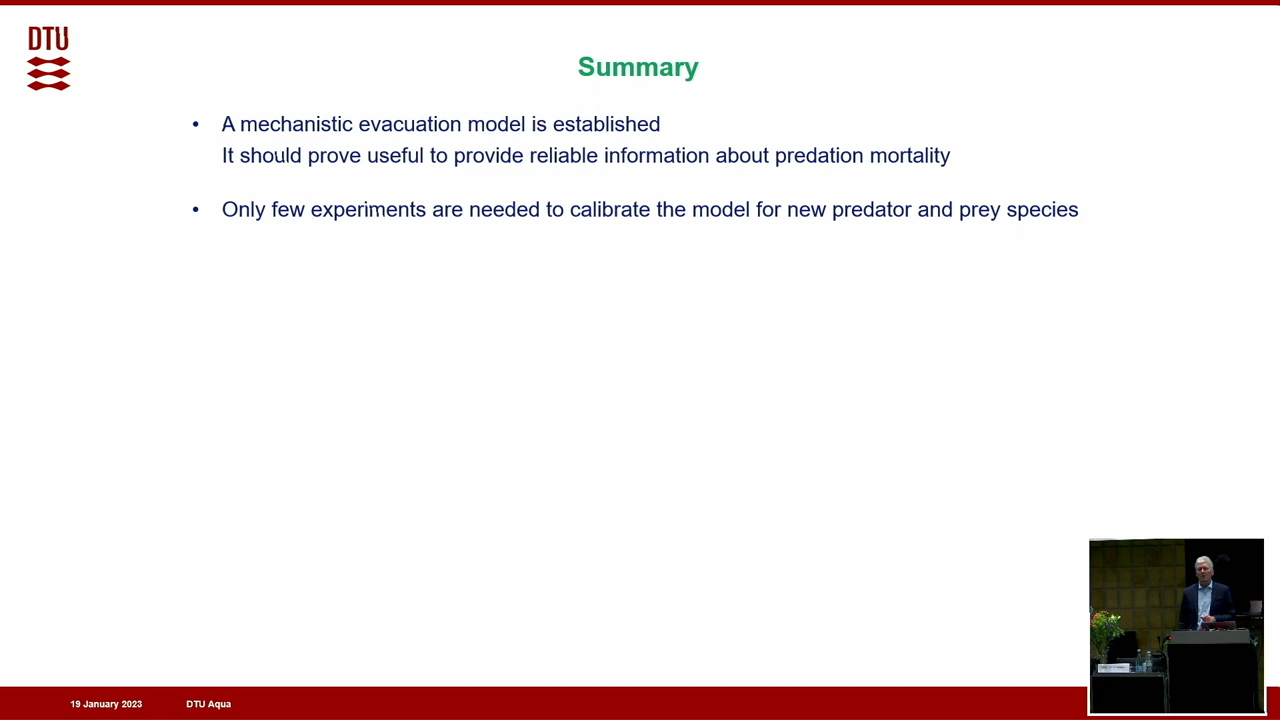 DTU
Summary
• A mechanistic evacuation model is established
It should prove useful to provide reliable information about predation mortality
• Only few experiments are needed to calibrate the model for new predator and prey species
19 January 2023 DTU Aqua